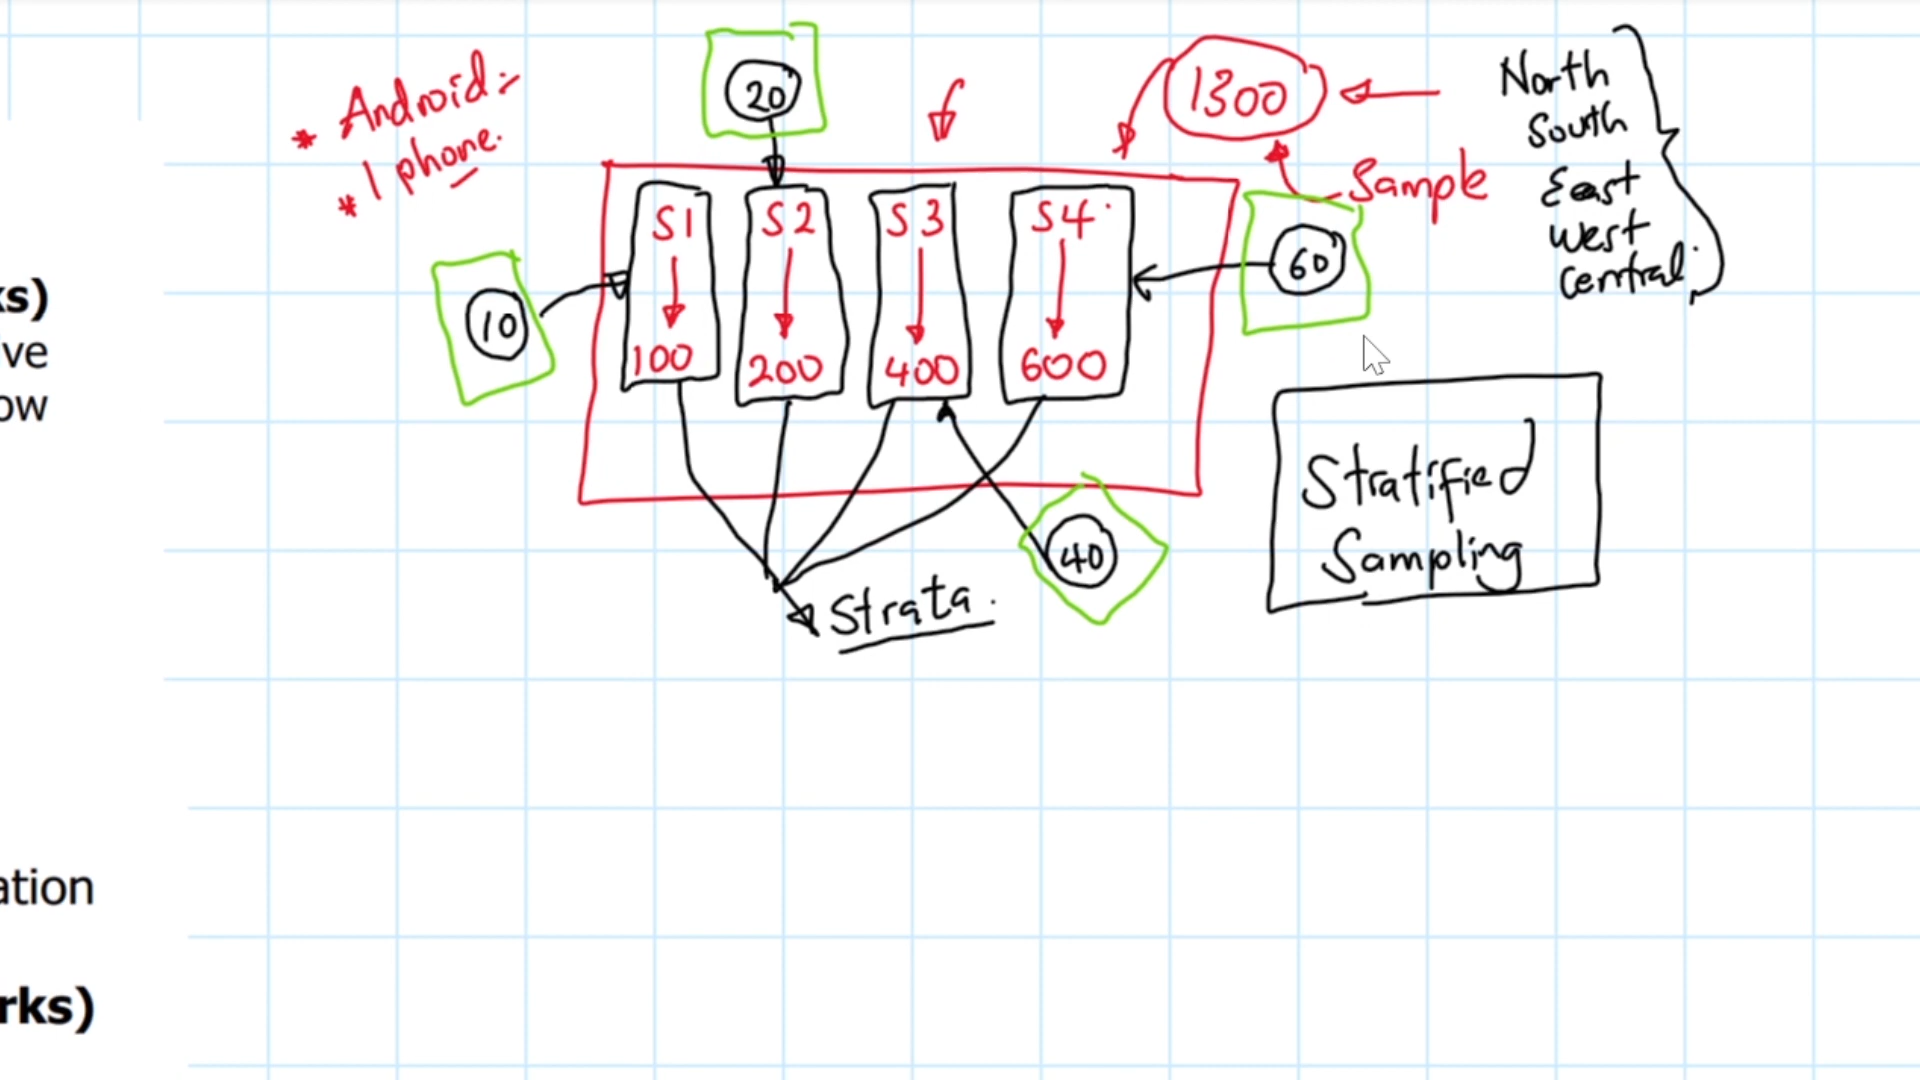 * Android:-
* Iphone.
20
1300
Sample
North
South
East
West
Central.
S1
100
S2
200
S3
400
S4
600
10
60
40
Strata.
Stratified
Sampling
ks)
ve
ow
ation
rks)